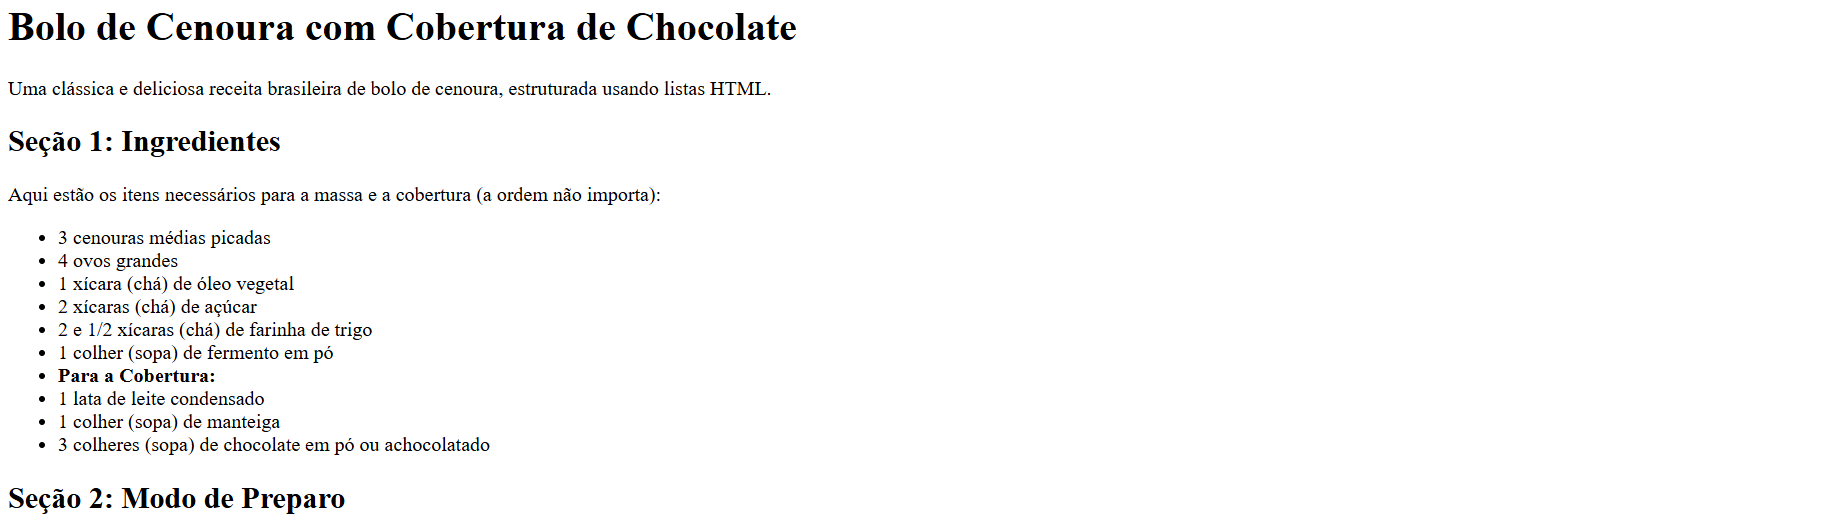 Bolo de Cenoura com Cobertura de Chocolate
Uma clássica e deliciosa receita brasileira de bolo de cenoura, estruturada usando listas HTML.
Seção 1: Ingredientes
Aqui estão os itens necessários para a massa e a cobertura (a ordem não importa):
• 3 cenouras médias picadas
• 4 ovos grandes
• 1 xícara (chá) de óleo vegetal
• 2 xícaras (chá) de açúcar
• 2 e 1/2 xícaras (chá) de farinha de trigo
• 1 colher (sopa) de fermento em pó
• Para a Cobertura:
• 1 lata de leite condensado
• 1 colher (sopa) de manteiga
• 3 colheres (sopa) de chocolate em pó ou achocolatado
Seção 2: Modo de Preparo